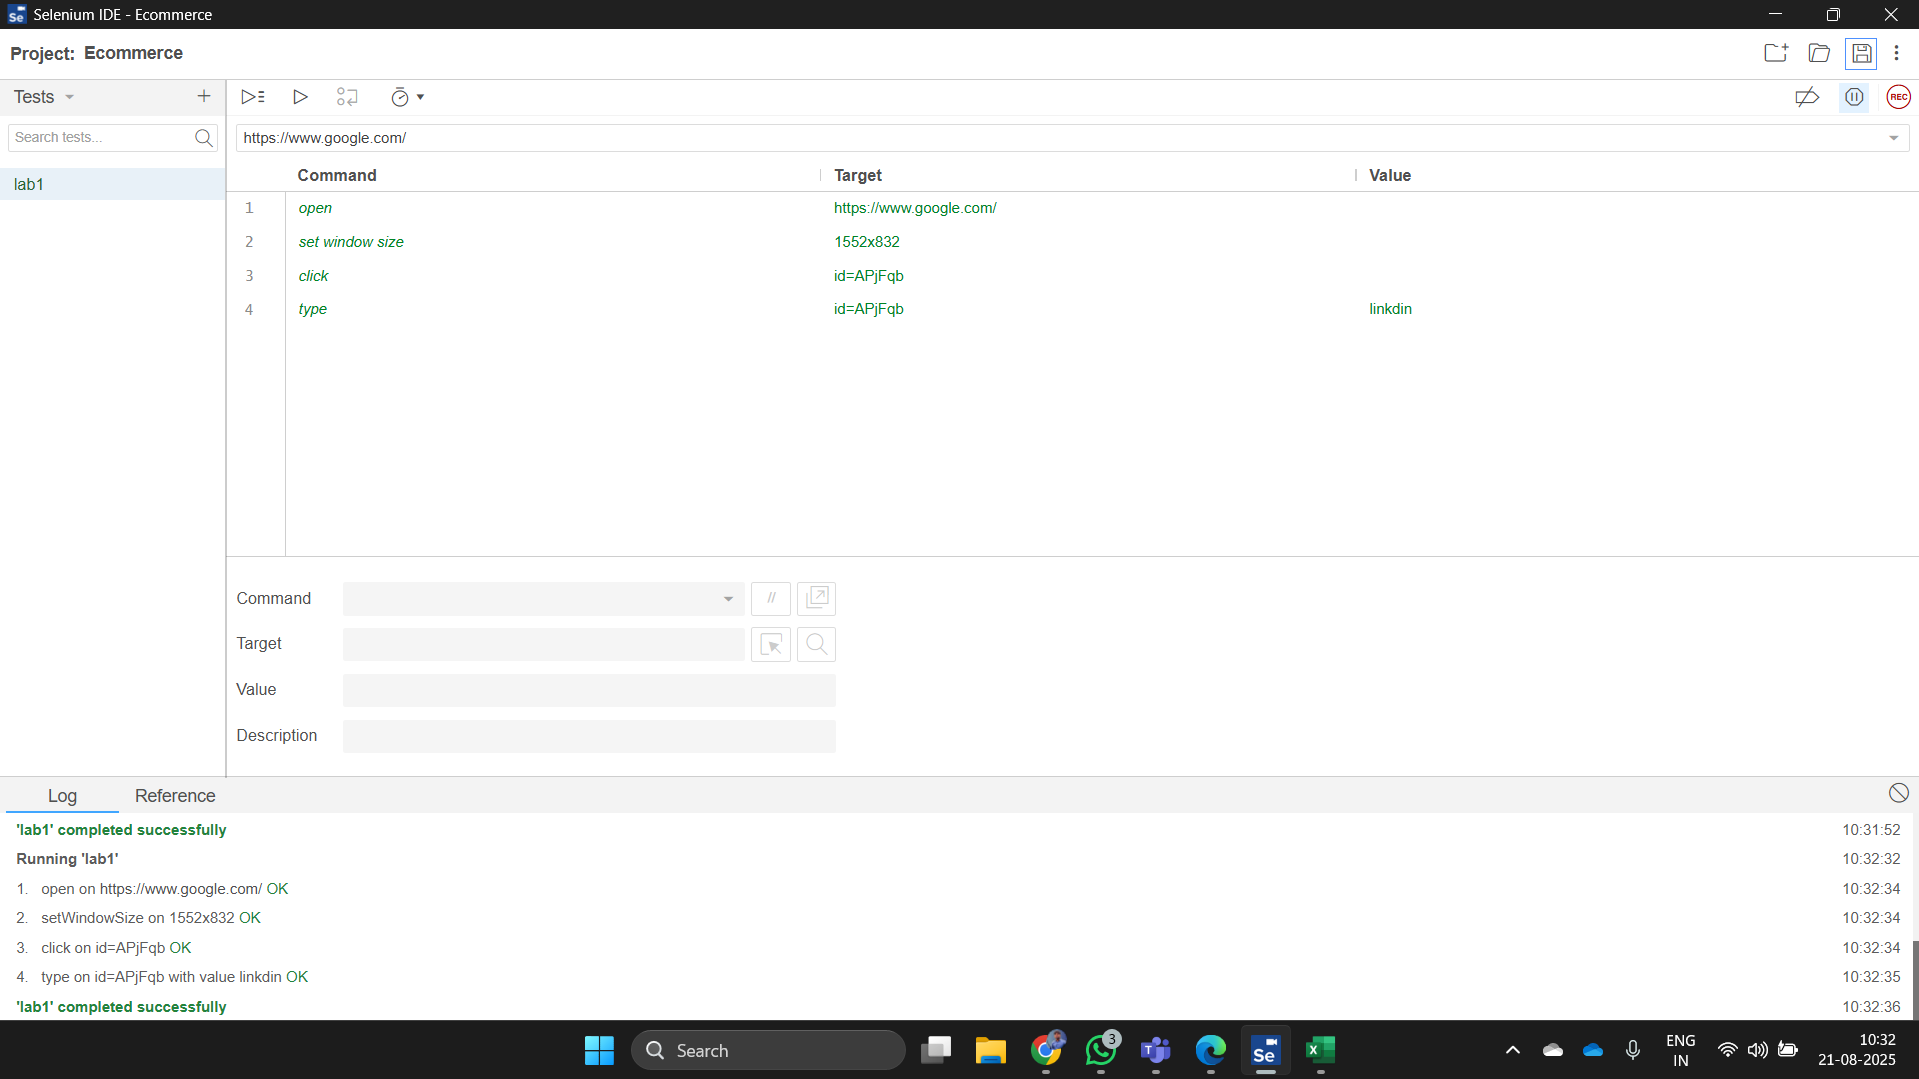 Se Selenium IDE - Ecommerce
Project: Ecommerce
Tests
Search tests...
lab1
REC
https://www.google.com/
Command Target Value
1 open https://www.google.com/
2 set window size 1552x832
3 click id=APjFqb
4 type id=APjFqb linkdin
Command //
Target
Value
Description
Log Reference
'lab1' completed successfully 10:31:52
Running 'lab1' 10:32:32
1. open on https://www.google.com/ OK 10:32:34
2. setWindowSize on 1552x832 OK 10:32:34
3. click on id=APjFqb OK 10:32:34
4. type on id=APjFqb with value linkdin OK 10:32:35
'lab1' completed successfully 10:32:36
Search
3
T
Se
X
ENG
IN
10:32
21-08-2025